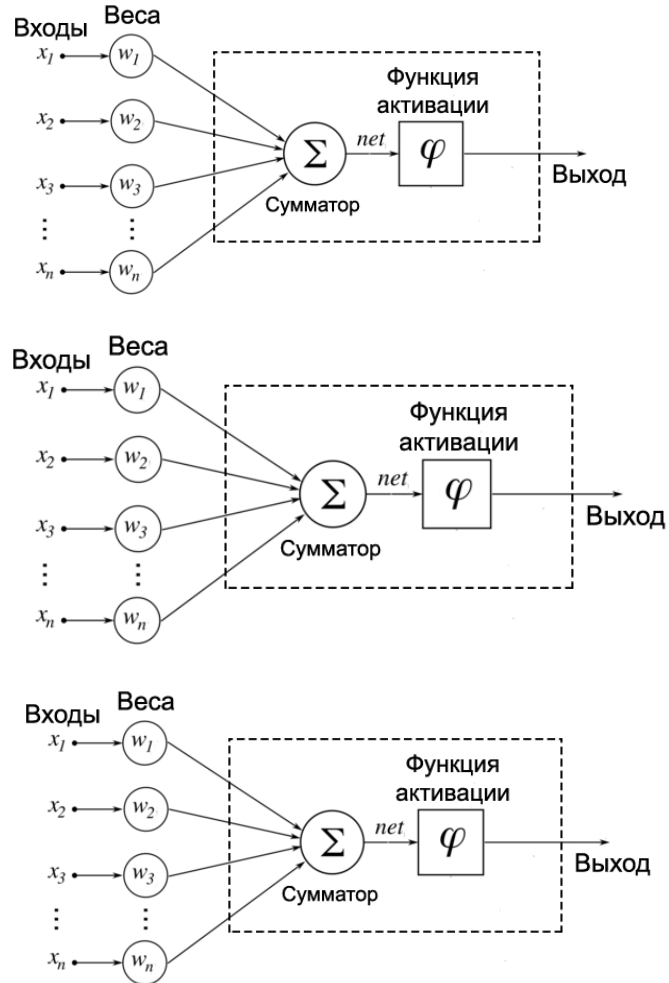 Входы Веса
x₁ w₁
Функция
активации
x₂ w₂
Σ net φ
Выход
x₃ w₃
Сумматор
⋮ ⋮
xₙ wₙ
Входы Веса
x₁ w₁
Функция
активации
x₂ w₂
Σ net φ
Выход
x₃ w₃
Сумматор
⋮ ⋮
xₙ wₙ
Входы Веса
x₁ w₁
Функция
активации
x₂ w₂
Σ net φ
Выход
x₃ w₃
Сумматор
⋮ ⋮
xₙ wₙ